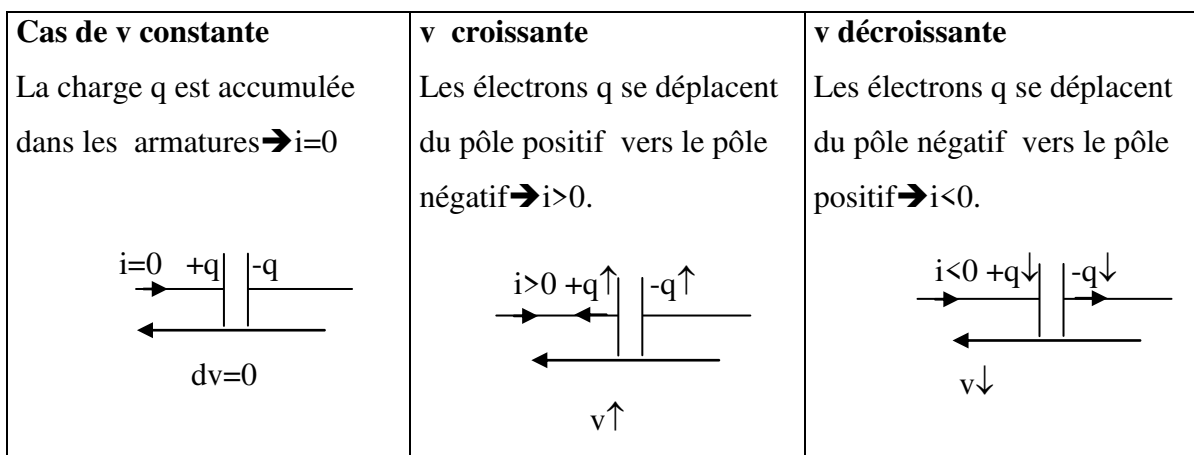 Cas de v constante
La charge q est accumulée
dans les armatures➔i=0
i=0 +q -q
dv=0
v croissante
Les électrons q se déplacent
du pôle positif vers le pôle
négatif➔i>0.
i>0 +q↑ -q↑
v↑
v décroissante
Les électrons q se déplacent
du pôle négatif vers le pôle
positif➔i<0.
i<0 +q↓ -q↓
v↓